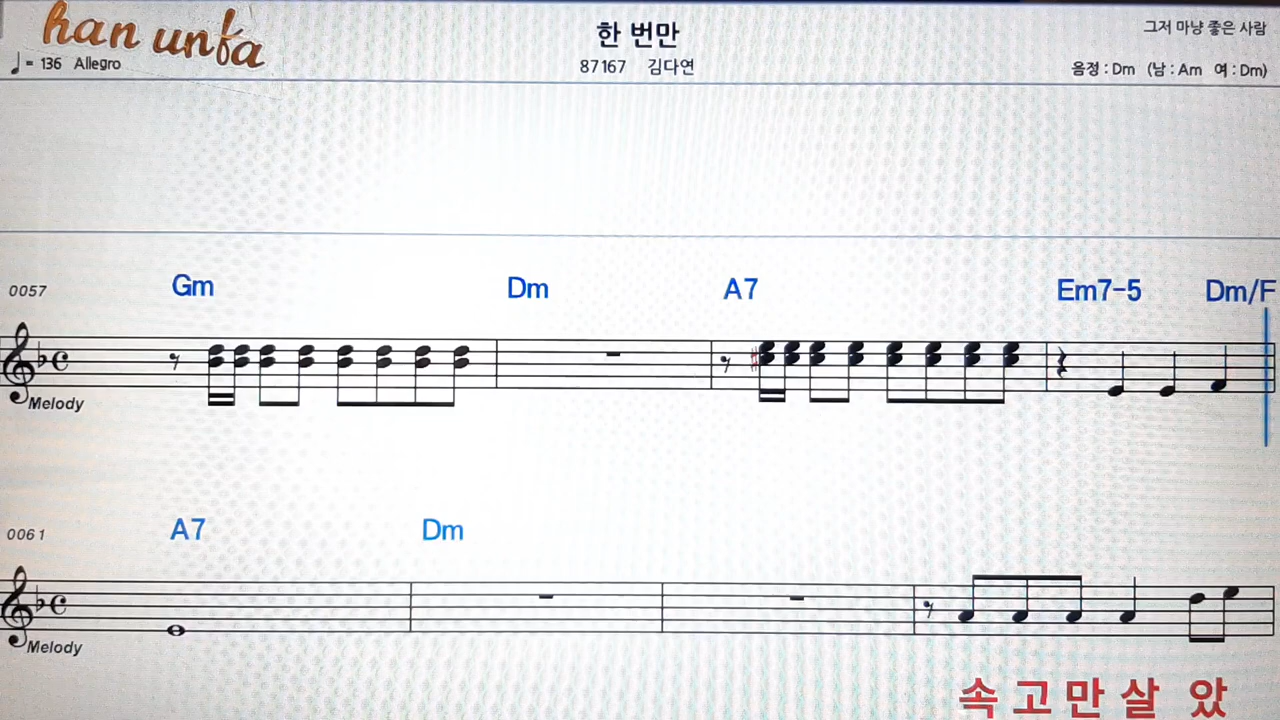 han unfa
한 번만
그저 마냥 좋은 사람
♩= 136 Allegro
87167 김다연
음정 : Dm (남 : Am 여 : Dm)
0057 Gm Dm A7 Em7-5 Dm/F
Melody
0061 A7 Dm
Melody
속 고 만 살 았